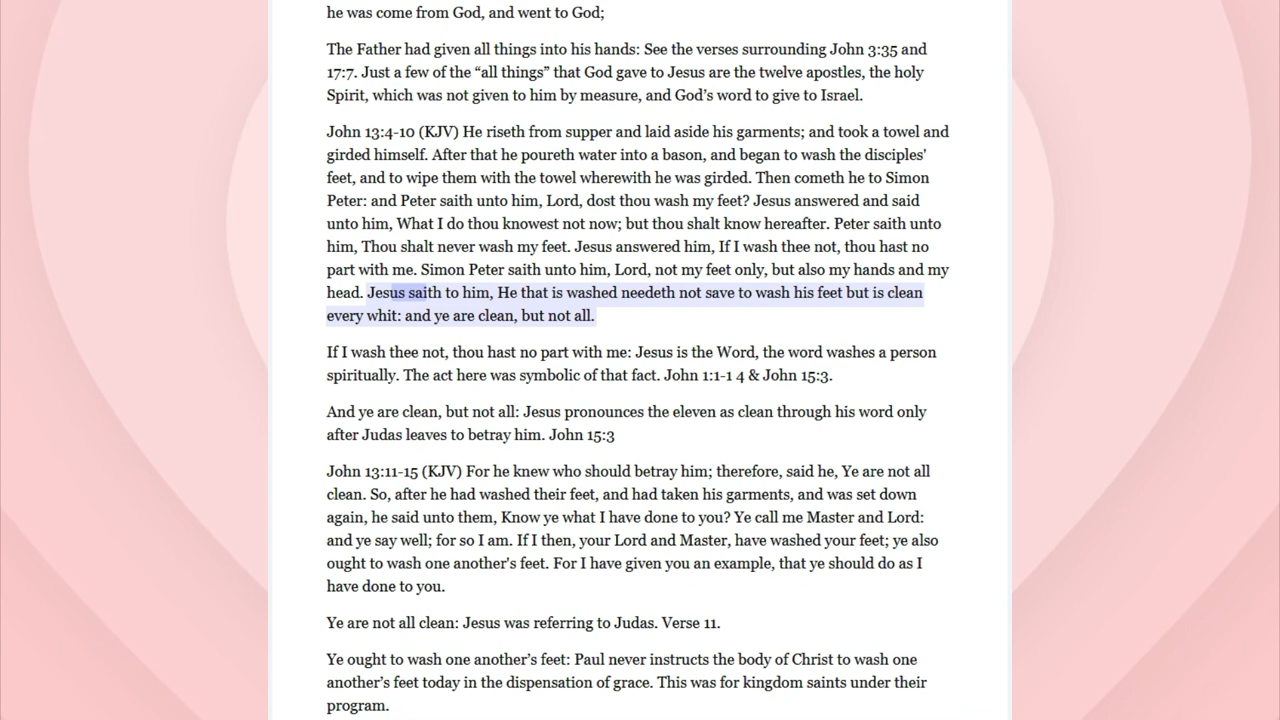 he was come from God, and went to God;
The Father had given all things into his hands: See the verses surrounding John 3:35 and
17:7. Just a few of the “all things” that God gave to Jesus are the twelve apostles, the holy
Spirit, which was not given to him by measure, and God’s word to give to Israel.
John 13:4-10 (KJV) He riseth from supper and laid aside his garments; and took a towel and
girded himself. After that he poureth water into a bason, and began to wash the disciples'
feet, and to wipe them with the towel wherewith he was girded. Then cometh he to Simon
Peter: and Peter saith unto him, Lord, dost thou wash my feet? Jesus answered and said
unto him, What I do thou knowest not now; but thou shalt know hereafter. Peter saith unto
him, Thou shalt never wash my feet. Jesus answered him, If I wash thee not, thou hast no
part with me. Simon Peter saith unto him, Lord, not my feet only, but also my hands and my
head. Jesus saith to him, He that is washed needeth not save to wash his feet but is clean
every whit: and ye are clean, but not all.
If I wash thee not, thou hast no part with me: Jesus is the Word, the word washes a person
spiritually. The act here was symbolic of that fact. John 1:1-1 4 & John 15:3.
And ye are clean, but not all: Jesus pronounces the eleven as clean through his word only
after Judas leaves to betray him. John 15:3
John 13:11-15 (KJV) For he knew who should betray him; therefore, said he, Ye are not all
clean. So, after he had washed their feet, and had taken his garments, and was set down
again, he said unto them, Know ye what I have done to you? Ye call me Master and Lord:
and ye say well; for so I am. If I then, your Lord and Master, have washed your feet; ye also
ought to wash one another's feet. For I have given you an example, that ye should do as I
have done to you.
Ye are not all clean: Jesus was referring to Judas. Verse 11.
Ye ought to wash one another’s feet: Paul never instructs the body of Christ to wash one
another’s feet today in the dispensation of grace. This was for kingdom saints under their
program.